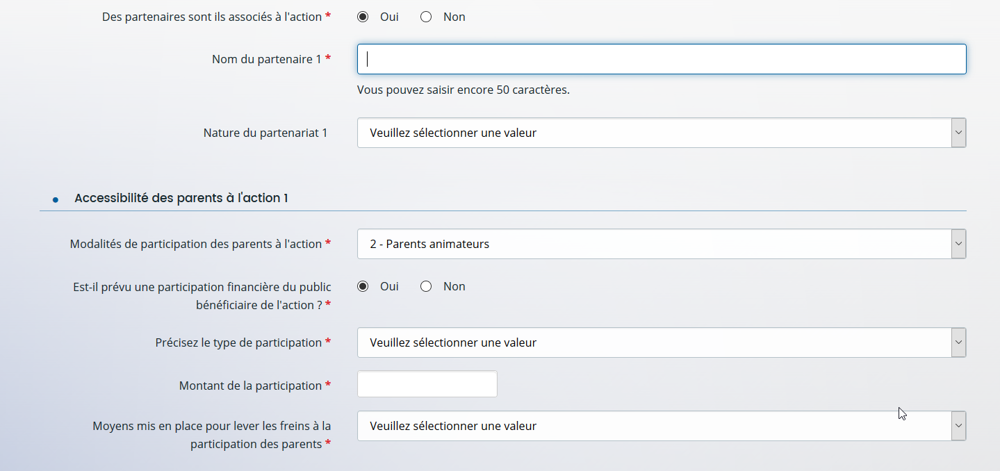 Des partenaires sont ils associés à l'action * Oui Non
Nom du partenaire 1 *
Vous pouvez saisir encore 50 caractères.
Nature du partenariat 1 Veuillez sélectionner une valeur
Accessibilité des parents à l'action 1
Modalités de participation des parents à l'action * 2 - Parents animateurs
Est-il prévu une participation financière du public Oui Non
bénéficiaire de l'action ? *
Précisez le type de participation * Veuillez sélectionner une valeur
Montant de la participation *
Moyens mis en place pour lever les freins à la Veuillez sélectionner une valeur
participation des parents *